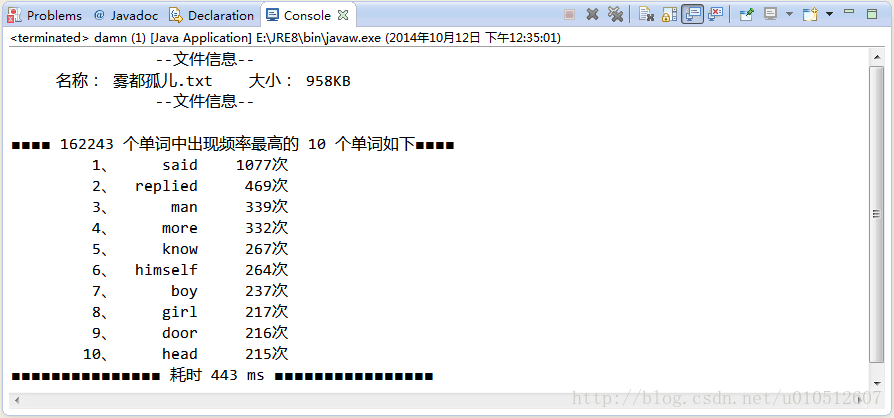 Problems @ Javadoc Declaration Console
<terminated> damn (1) [Java Application] E:\JRE8\bin\javaw.exe (2014年10月12日 下午12:35:01)
--文件信息--
名称： 雾都孤儿.txt 大小： 958KB
--文件信息--
■■■■ 162243 个单词中出现频率最高的 10 个单词如下■■■■
1、 said 1077次
2、 replied 469次
3、 man 339次
4、 more 332次
5、 know 267次
6、 himself 264次
7、 boy 237次
8、 girl 217次
9、 door 216次
10、 head 215次
■■■■■■■■■■■■■■■ 耗时 443 ms ■■■■■■■■■■■■■■■■
http://blog.csdn.net/u010512607